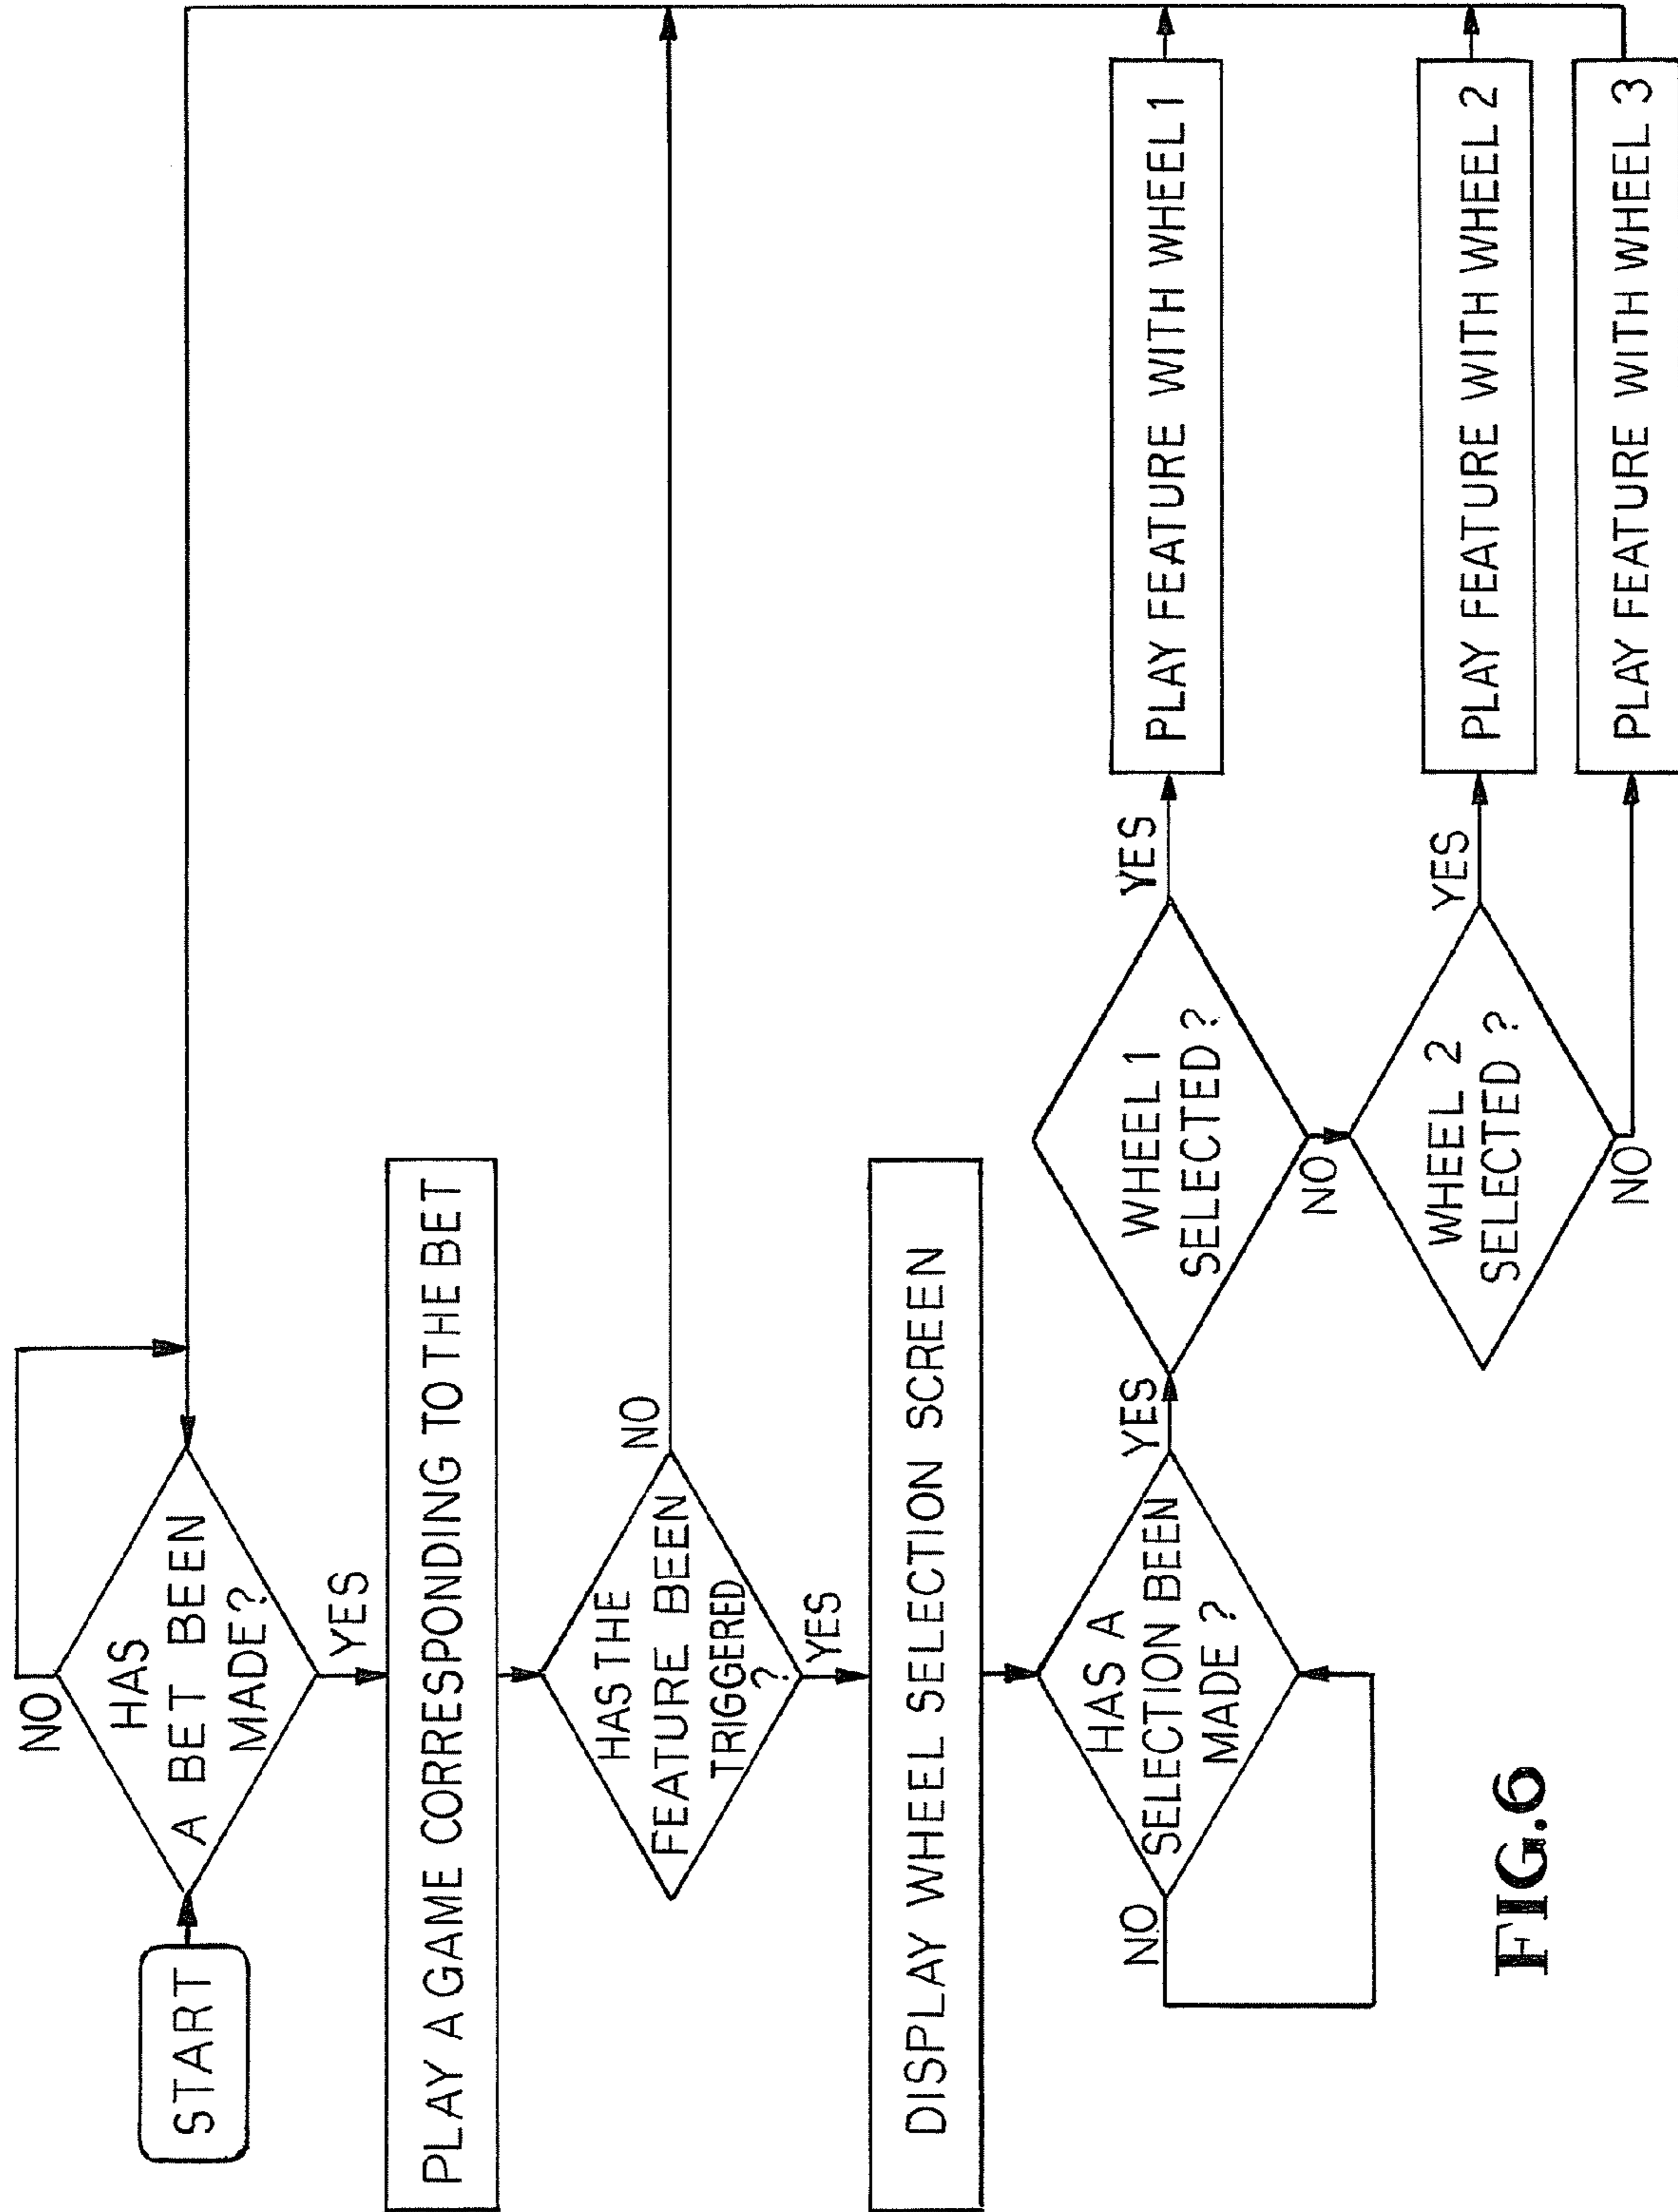 START
HAS
A BET BEEN
MADE?
NO
YES
PLAY A GAME CORRESPONDING TO THE BET
HAS THE
FEATURE BEEN
TRIGGERED
?
NO
YES
DISPLAY WHEEL SELECTION SCREEN
HAS A
SELECTION BEEN
MADE?
NO
YES
WHEEL 1
SELECTED?
YES
PLAY FEATURE WITH WHEEL 1
NO
WHEEL 2
SELECTED?
YES
PLAY FEATURE WITH WHEEL 2
NO
PLAY FEATURE WITH WHEEL 3
FIG.6